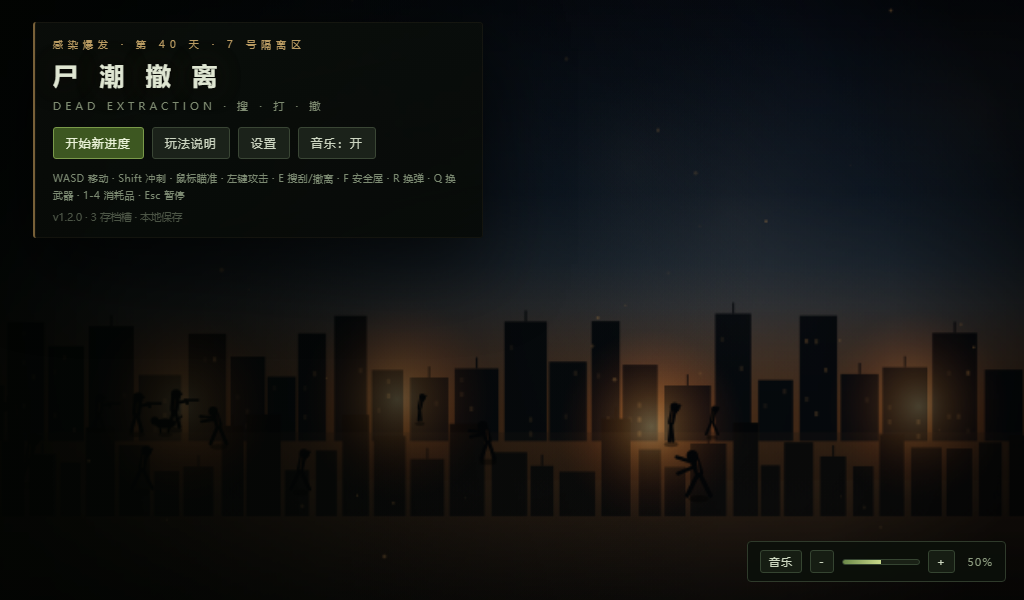 感染爆发 · 第 40 天 · 7 号隔离区
尸潮撤离
DEAD EXTRACTION · 搜 · 打 · 撤
开始新进度 玩法说明 设置 音乐: 开
WASD 移动 · Shift 冲刺 · 鼠标瞄准 · 左键攻击 · E 搜刮/撤离 · F 安全屋 · R 换弹 · Q 换
武器 · 1-4 消耗品 · Esc 暂停
v1.2.0 · 3 存档槽 · 本地保存
音乐 - + 50%